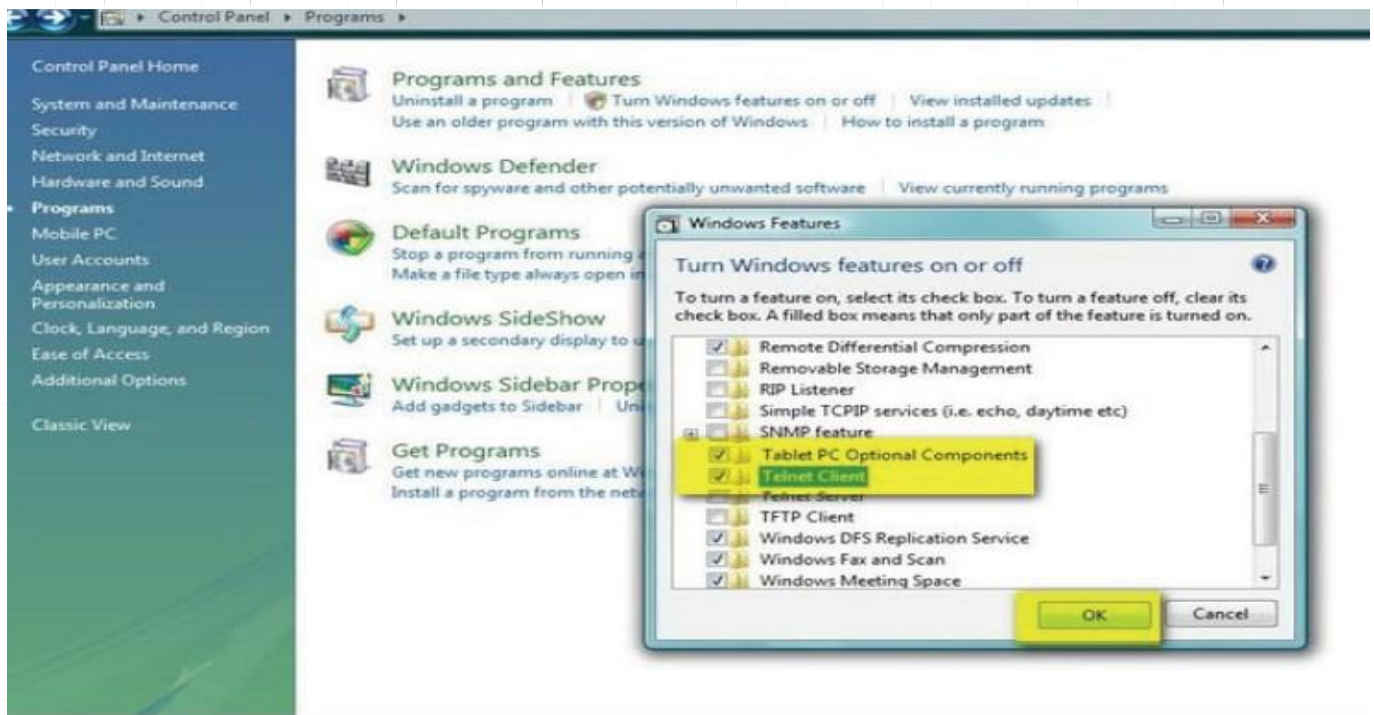 Control Panel ▸ Programs ▸
Control Panel Home
System and Maintenance
Security
Network and Internet
Hardware and Sound
Programs
Mobile PC
User Accounts
Appearance and
Personalization
Clock, Language, and Region
Ease of Access
Additional Options
Classic View
Programs and Features
Uninstall a program | Turn Windows features on or off | View installed updates
Use an older program with this version of Windows | How to install a program
Windows Defender
Scan for spyware and other potentially unwanted software | View currently running programs
Default Programs
Stop a program from running
Make a file type always open in
Windows SideShow
Set up a secondary display to
Windows Sidebar
Add gadgets to Sidebar
Get Programs
Get new programs online at
Install a program from the
Windows Features
Turn Windows features on or off
To turn a feature on, select its check box. To turn a feature off, clear its
check box. A filled box means that only part of the feature is turned on.
Remote Differential Compression
Removable Storage Management
RIP Listener
Simple TCPIP services (i.e. echo, daytime etc)
SNMP feature
Tablet PC Optional Components
Telnet Client
Telnet Server
TFTP Client
Windows DFS Replication Service
Windows Fax and Scan
Windows Meeting Space
OK
Cancel